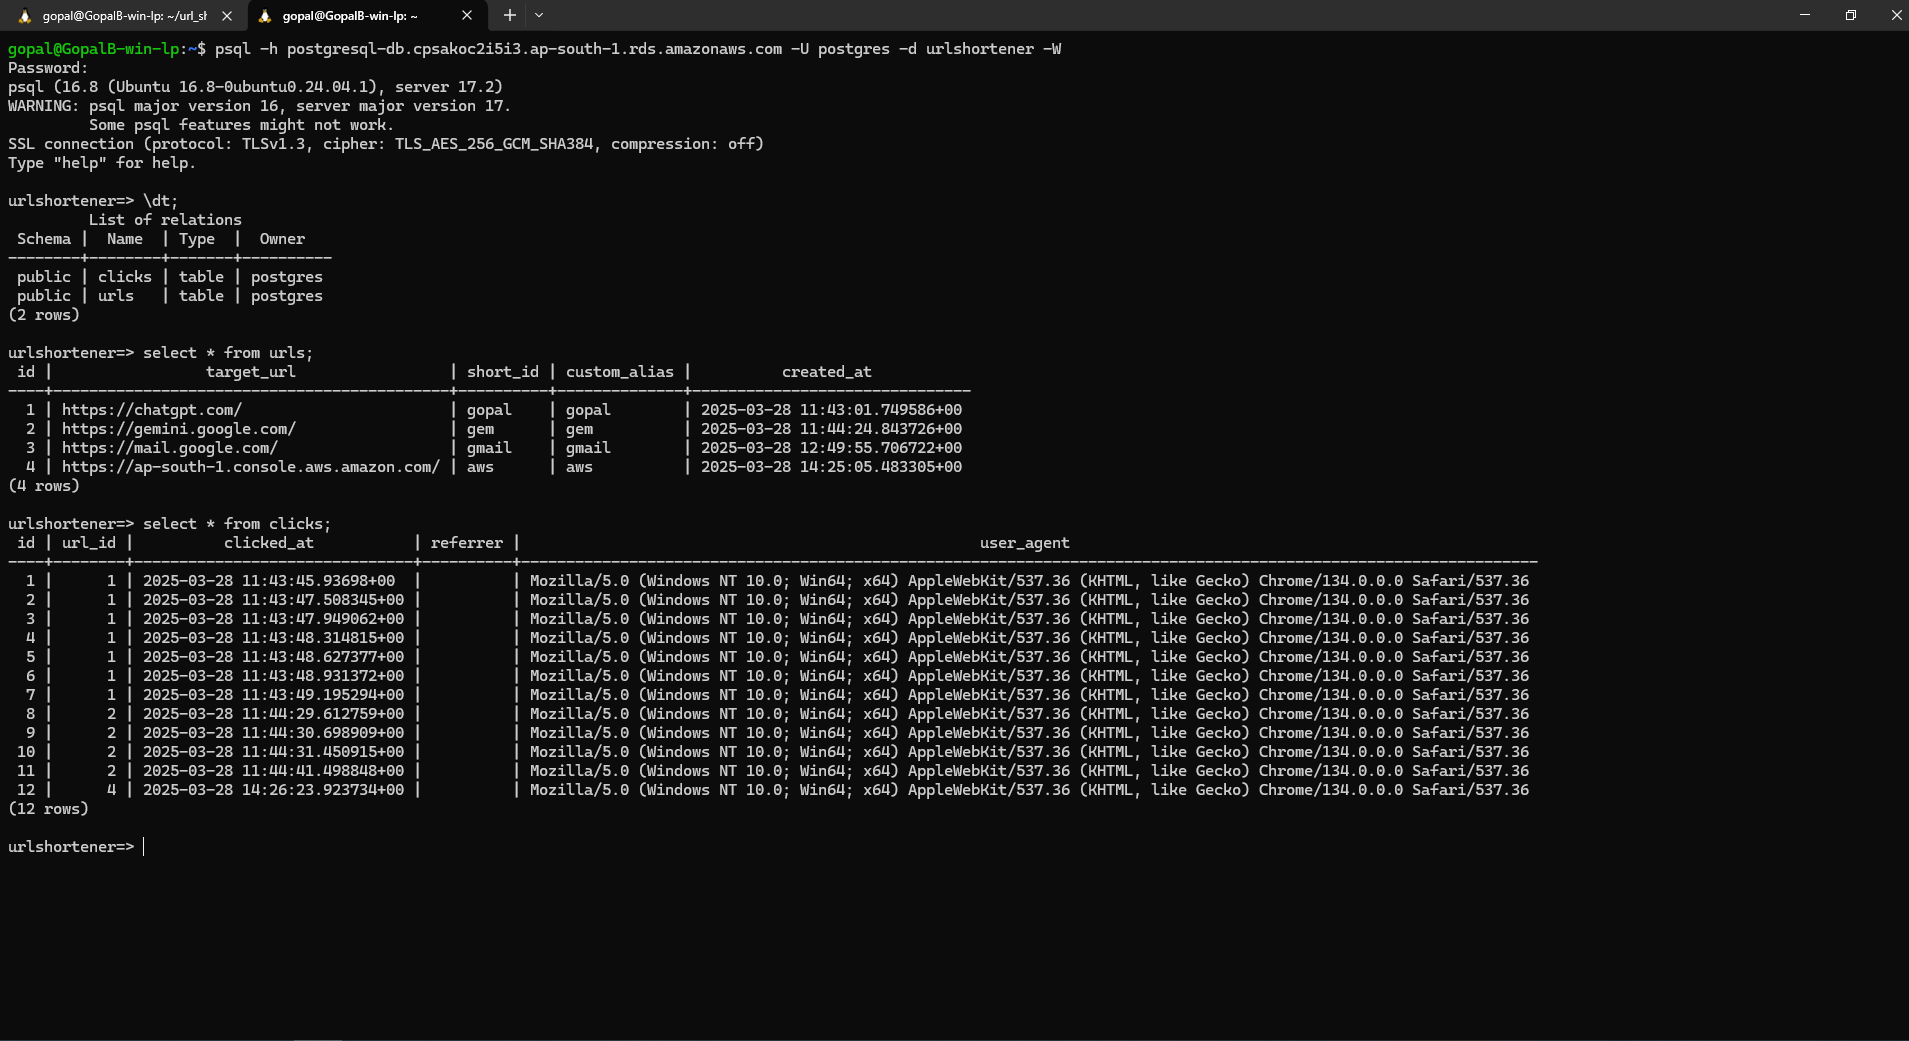 gopal@GopalB-win-lp: ~/url_sh
gopal@GopalB-win-lp: ~
gopal@GopalB-win-lp:~$ psql -h postgresql-db.cpsakoc2i5i3.ap-south-1.rds.amazonaws.com -U postgres -d urlshortener -W
Password:
psql (16.8 (Ubuntu 16.8-0ubuntu0.24.04.1), server 17.2)
WARNING: psql major version 16, server major version 17.
         Some psql features might not work.
SSL connection (protocol: TLSv1.3, cipher: TLS_AES_256_GCM_SHA384, compression: off)
Type "help" for help.

urlshortener=> \dt;
         List of relations
 Schema |  Name  | Type  |  Owner
--------+--------+-------+----------
 public | clicks | table | postgres
 public | urls   | table | postgres
(2 rows)

urlshortener=> select * from urls;
 id |                 target_url                 | short_id | custom_alias |          created_at
----+--------------------------------------------+----------+--------------+-------------------------------
  1 | https://chatgpt.com/                       | gopal    | gopal        | 2025-03-28 11:43:01.749586+00
  2 | https://gemini.google.com/                 | gem      | gem          | 2025-03-28 11:44:24.843726+00
  3 | https://mail.google.com/                   | gmail    | gmail        | 2025-03-28 12:49:55.706722+00
  4 | https://ap-south-1.console.aws.amazon.com/ | aws      | aws          | 2025-03-28 14:25:05.483305+00
(4 rows)

urlshortener=> select * from clicks;
 id | url_id |          clicked_at           | referrer |                                                   user_agent
----+--------+-------------------------------+----------+-----------------------------------------------------------------------------------------------------------------
  1 |      1 | 2025-03-28 11:43:45.93698+00  |          | Mozilla/5.0 (Windows NT 10.0; Win64; x64) AppleWebKit/537.36 (KHTML, like Gecko) Chrome/134.0.0.0 Safari/537.36
  2 |      1 | 2025-03-28 11:43:47.508345+00 |          | Mozilla/5.0 (Windows NT 10.0; Win64; x64) AppleWebKit/537.36 (KHTML, like Gecko) Chrome/134.0.0.0 Safari/537.36
  3 |      1 | 2025-03-28 11:43:47.949062+00 |          | Mozilla/5.0 (Windows NT 10.0; Win64; x64) AppleWebKit/537.36 (KHTML, like Gecko) Chrome/134.0.0.0 Safari/537.36
  4 |      1 | 2025-03-28 11:43:48.314815+00 |          | Mozilla/5.0 (Windows NT 10.0; Win64; x64) AppleWebKit/537.36 (KHTML, like Gecko) Chrome/134.0.0.0 Safari/537.36
  5 |      1 | 2025-03-28 11:43:48.627377+00 |          | Mozilla/5.0 (Windows NT 10.0; Win64; x64) AppleWebKit/537.36 (KHTML, like Gecko) Chrome/134.0.0.0 Safari/537.36
  6 |      1 | 2025-03-28 11:43:48.931372+00 |          | Mozilla/5.0 (Windows NT 10.0; Win64; x64) AppleWebKit/537.36 (KHTML, like Gecko) Chrome/134.0.0.0 Safari/537.36
  7 |      1 | 2025-03-28 11:43:49.195294+00 |          | Mozilla/5.0 (Windows NT 10.0; Win64; x64) AppleWebKit/537.36 (KHTML, like Gecko) Chrome/134.0.0.0 Safari/537.36
  8 |      2 | 2025-03-28 11:44:29.612759+00 |          | Mozilla/5.0 (Windows NT 10.0; Win64; x64) AppleWebKit/537.36 (KHTML, like Gecko) Chrome/134.0.0.0 Safari/537.36
  9 |      2 | 2025-03-28 11:44:30.698909+00 |          | Mozilla/5.0 (Windows NT 10.0; Win64; x64) AppleWebKit/537.36 (KHTML, like Gecko) Chrome/134.0.0.0 Safari/537.36
 10 |      2 | 2025-03-28 11:44:31.450915+00 |          | Mozilla/5.0 (Windows NT 10.0; Win64; x64) AppleWebKit/537.36 (KHTML, like Gecko) Chrome/134.0.0.0 Safari/537.36
 11 |      2 | 2025-03-28 11:44:41.498848+00 |          | Mozilla/5.0 (Windows NT 10.0; Win64; x64) AppleWebKit/537.36 (KHTML, like Gecko) Chrome/134.0.0.0 Safari/537.36
 12 |      4 | 2025-03-28 14:26:23.923734+00 |          | Mozilla/5.0 (Windows NT 10.0; Win64; x64) AppleWebKit/537.36 (KHTML, like Gecko) Chrome/134.0.0.0 Safari/537.36
(12 rows)

urlshortener=>